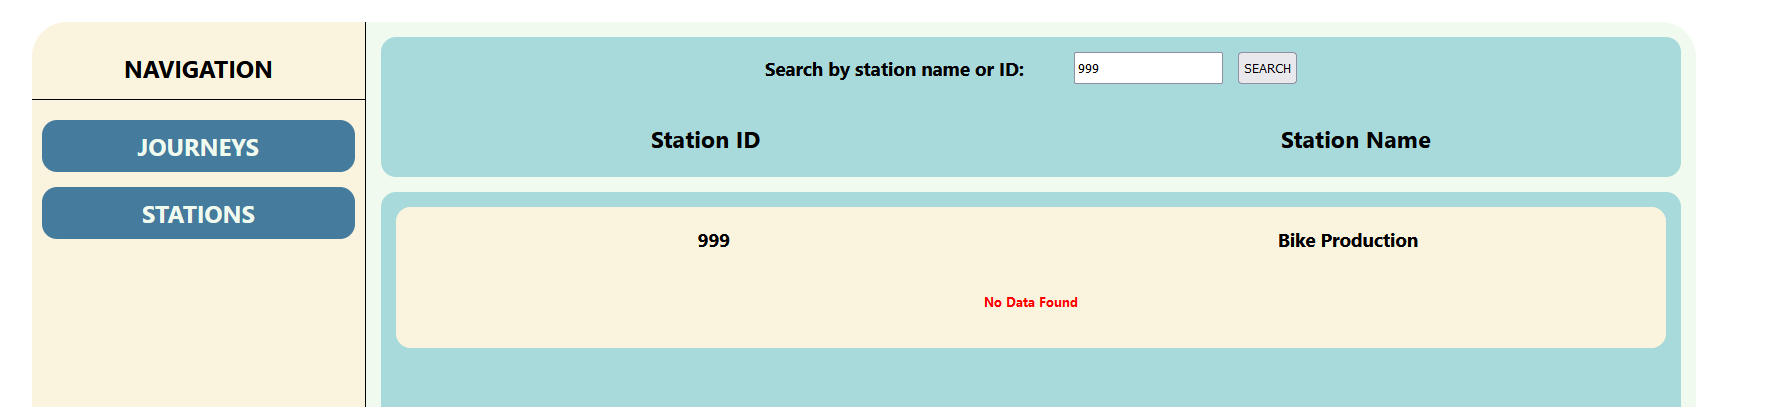 NAVIGATION
JOURNEYS
STATIONS
Search by station name or ID: 999 SEARCH
Station ID Station Name
999 Bike Production
No Data Found